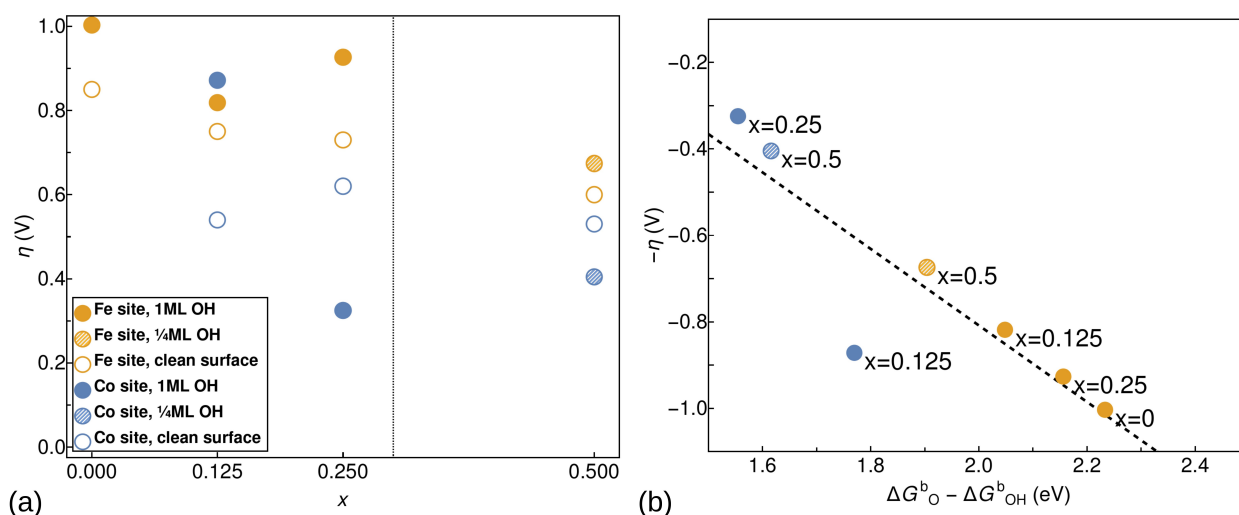 1.0
0.8
0.6
0.4
0.2
0.0
η (V)
Fe site, 1ML OH
Fe site, ¼ML OH
Fe site, clean surface
Co site, 1ML OH
Co site, ¼ML OH
Co site, clean surface
0.000 0.125 0.250 0.500
x
(a)
−0.2
−0.4
−0.6
−0.8
−1.0
−η (V)
x=0.25
x=0.5
x=0.5
x=0.125
x=0.125
x=0.25
x=0
1.6 1.8 2.0 2.2 2.4
ΔGᵇ_O − ΔGᵇ_OH (eV)
(b)